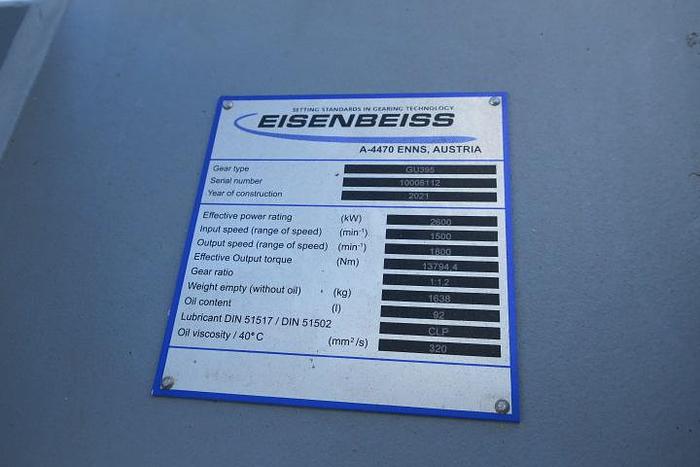 SETTING STANDARDS IN GEARING TECHNOLOGY
EISENBEISS
A-4470 ENNS, AUSTRIA
Gear type GU395
Serial number 10006112
Year of construction 2021
Effective power rating (kW) 2600
Input speed (range of speed) (min⁻¹) 1500
Output speed (range of speed) (min⁻¹) 1800
Effective Output torque (Nm) 13794,4
Gear ratio 1:1,2
Weight empty (without oil) (kg) 1638
Oil content (l) 92
Lubricant DIN 51517 / DIN 51502 CLP
Oil viscosity / 40°C (mm²/s) 320